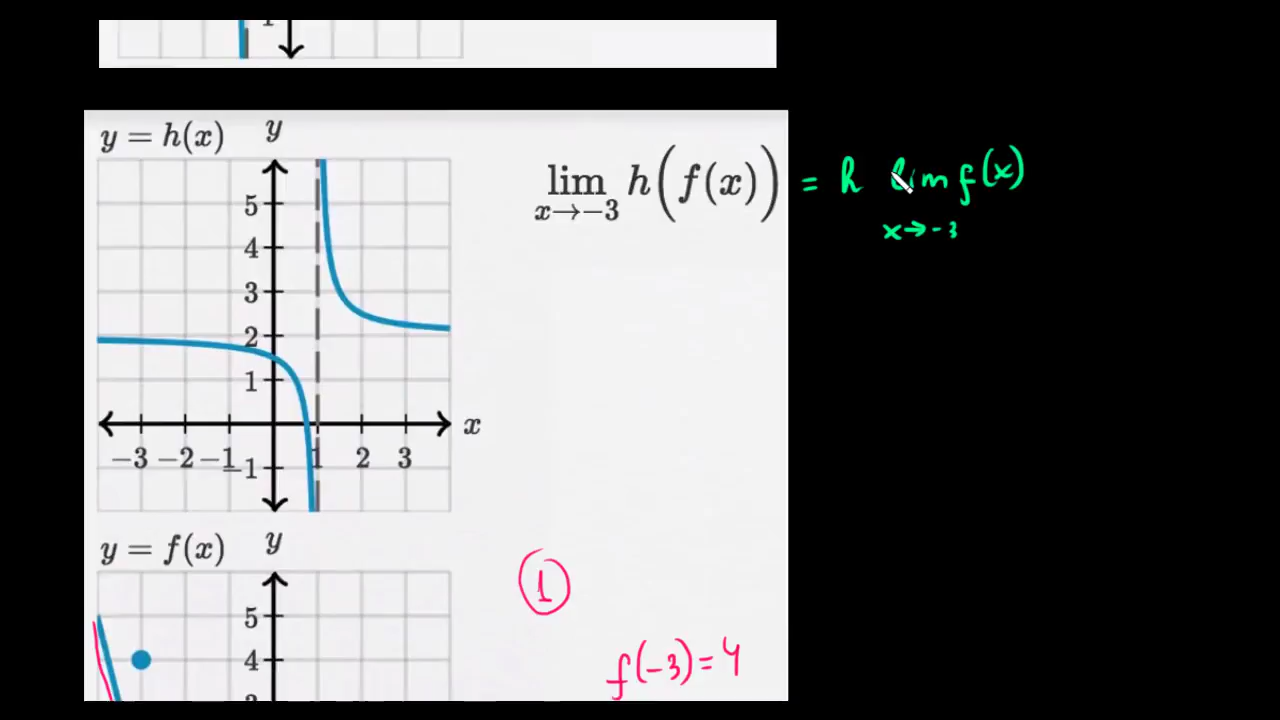 1
y = h(x) y
lim h(f(x)) = h lim f(x)
x→−3 x→-3
5
4
3
2
1
x
−3 −2 −1 1 2 3
−1
y = f(x) y
1
5
f(-3)=4
4